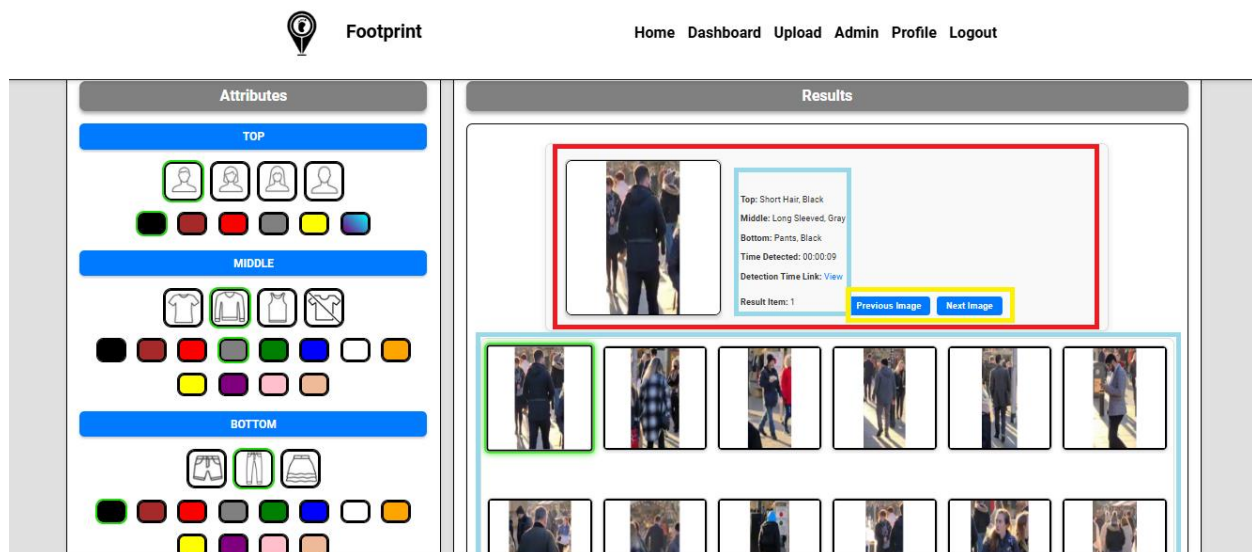 Footprint
Home Dashboard Upload Admin Profile Logout
Attributes
TOP
MIDDLE
BOTTOM
Results
Top: Short Hair, Black
Middle: Long Sleeved, Gray
Bottom: Pants, Black
Time Detected: 00:00:09
Detection Time Link: View
Result Item: 1
Previous Image Next Image